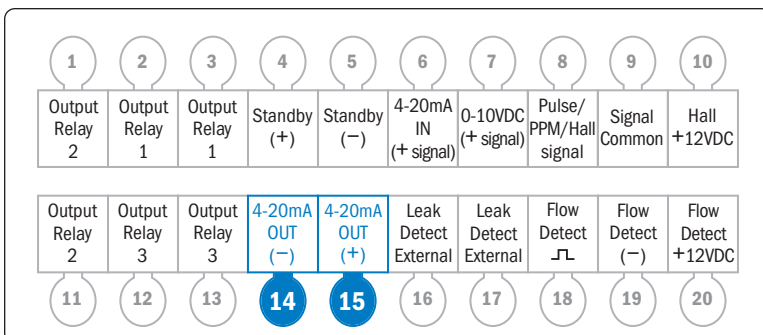 1 2 3 4 5 6 7 8 9 10
Output Relay 2
Output Relay 1
Output Relay 1
Standby (+)
Standby (−)
4-20mA IN (+ signal)
0-10VDC (+ signal)
Pulse/PPM/Hall signal
Signal Common
Hall +12VDC
Output Relay 2
Output Relay 3
Output Relay 3
4-20mA OUT (−)
4-20mA OUT (+)
Leak Detect External
Leak Detect External
Flow Detect
Flow Detect (−)
Flow Detect +12VDC
11 12 13 14 15 16 17 18 19 20